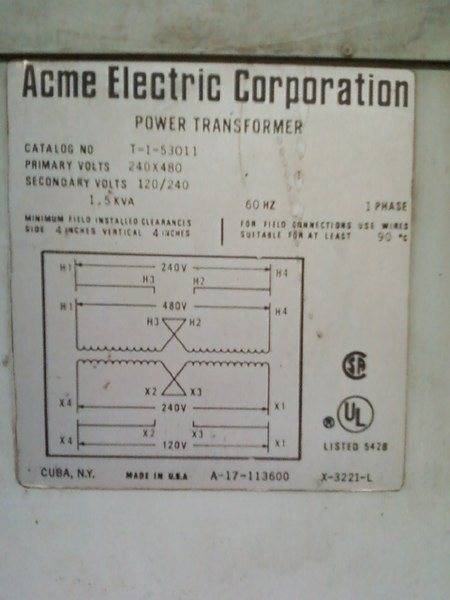 Acme Electric Corporation
POWER TRANSFORMER
CATALOG NO T-1-53011
PRIMARY VOLTS 240X480
SECONDARY VOLTS 120/240
1.5KVA 60 HZ 1 PHASE
MINIMUM FIELD INSTALLED CLEARANCES
SIDE 4 INCHES VERTICAL 4 INCHES
FOR FIELD CONNECTIONS USE WIRES
SUITABLE FOR AT LEAST 90 °C
H1 240V H4
H3 H2
H1 480V H4
H3 H2
X2 X3
X4 240V X1
X2 X3
X4 120V X1
SA
UL
®
LISTED 542B
CUBA, N.Y. MADE IN U.S.A A-17-113600 X-3221-L